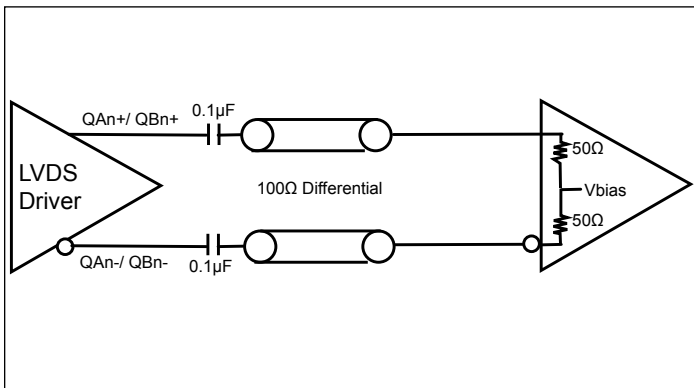 QAn+/ QBn+
0.1µF
50Ω
LVDS
Driver
100Ω Differential
Vbias
50Ω
QAn-/ QBn-
0.1µF